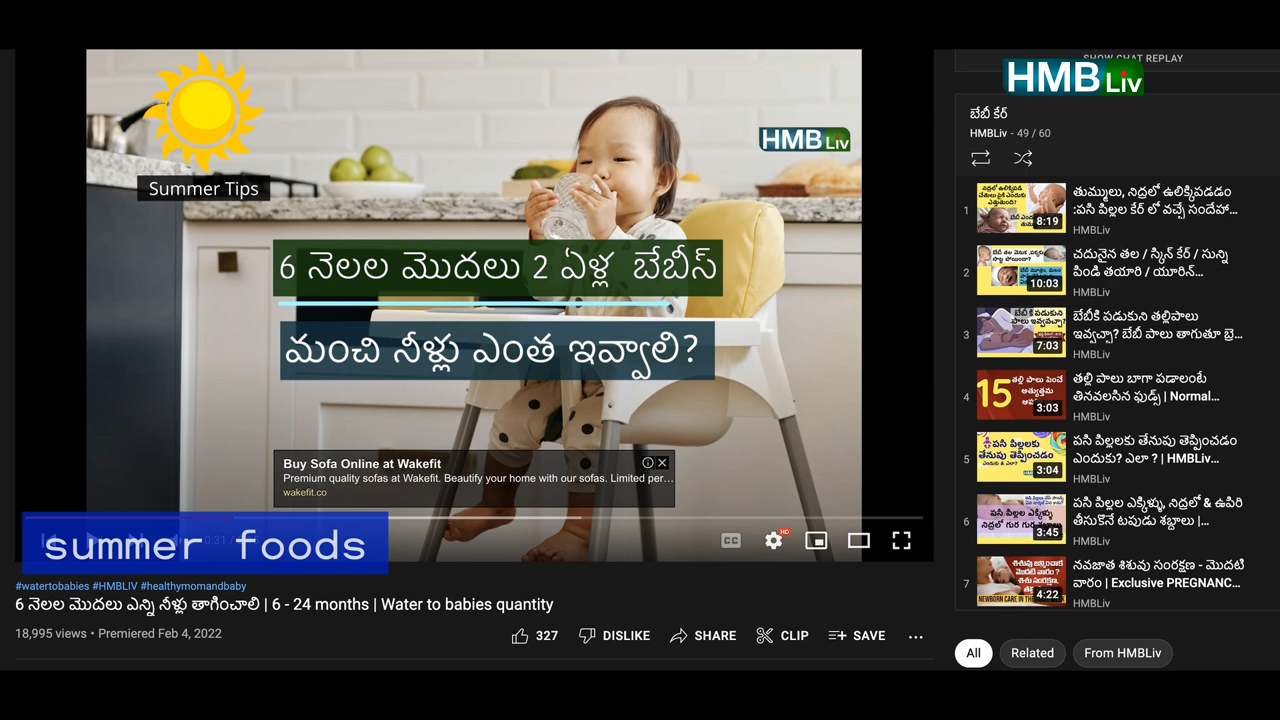 Summer Tips
HMB Liv
6 నెలల మొదలు 2 ఏళ్ల బేబీస్
మంచి నీళ్లు ఎంత ఇవ్వాలి?
Buy Sofa Online at Wakefit
Premium quality sofas at Wakefit. Beautify your home with our sofas. Limited per...
wakefit.co
summer foods
CC
HD
#watertobabies #HMBLIV #healthymomandbaby
6 నెలల మొదలు ఎన్ని నీళ్లు తాగించాలి | 6 - 24 months | Water to babies quantity
18,995 views • Premiered Feb 4, 2022
327 DISLIKE SHARE CLIP SAVE
SHOW CHAT REPLAY
HMB Liv
బేబీ కేర్
HMBLiv - 49 / 60
1
8:19
తుమ్ములు, నిద్రలో ఉలిక్కిపడడం
:పసి పిల్లల కేర్ లో వచ్చే సందేహా...
HMBLiv
2
10:03
చదునైన తల / స్కిన్ కేర్ / సున్ని
పిండి తయారీ / యూరిన్...
HMBLiv
3
7:03
బేబీకి పడుకుని తల్లిపాలు
ఇవ్వచ్చా? బేబీ పాలు తాగుతూ బ్రె...
HMBLiv
4
15
3:03
తల్లి పాలు బాగా పడాలంటే
తినవలసిన ఫుడ్స్ | Normal...
HMBLiv
5
పసి పిల్లలకు
తేనుపు తెప్పించడం
3:04
పసి పిల్లలకు తేనుపు తెప్పించడం
ఎందుకు? ఎలా ? | HMBLiv...
HMBLiv
6
3:45
పసి పిల్లల ఎక్కిళ్ళు, నిద్రలో & ఊపిరి
తీసుకొనే టపుడు శబ్దాలు |...
HMBLiv
7
4:22
నవజాత శిశువు సంరక్షణ - మొదటి
వారం | Exclusive PREGNANC...
HMBLiv
All Related From HMBLiv